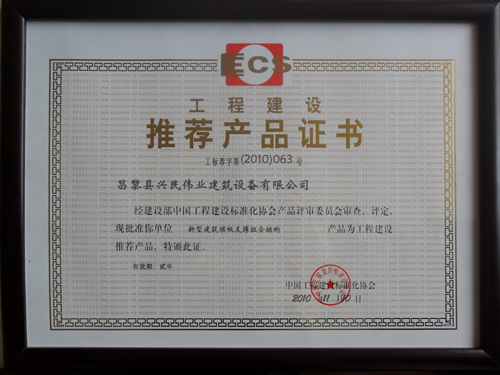 ECS
工程建设
推荐产品证书
工标荐字第(2010)063号
昌黎县兴民伟业建筑设备有限公司
经建设部中国工程建设标准化协会产品评审委员会审查、评定,
现批准你单位 新型建筑模板支撑组合结构 产品为工程建设
推荐产品,特颁此证。
有效期:贰年
中国工程建设标准化协会
2010年11月10日